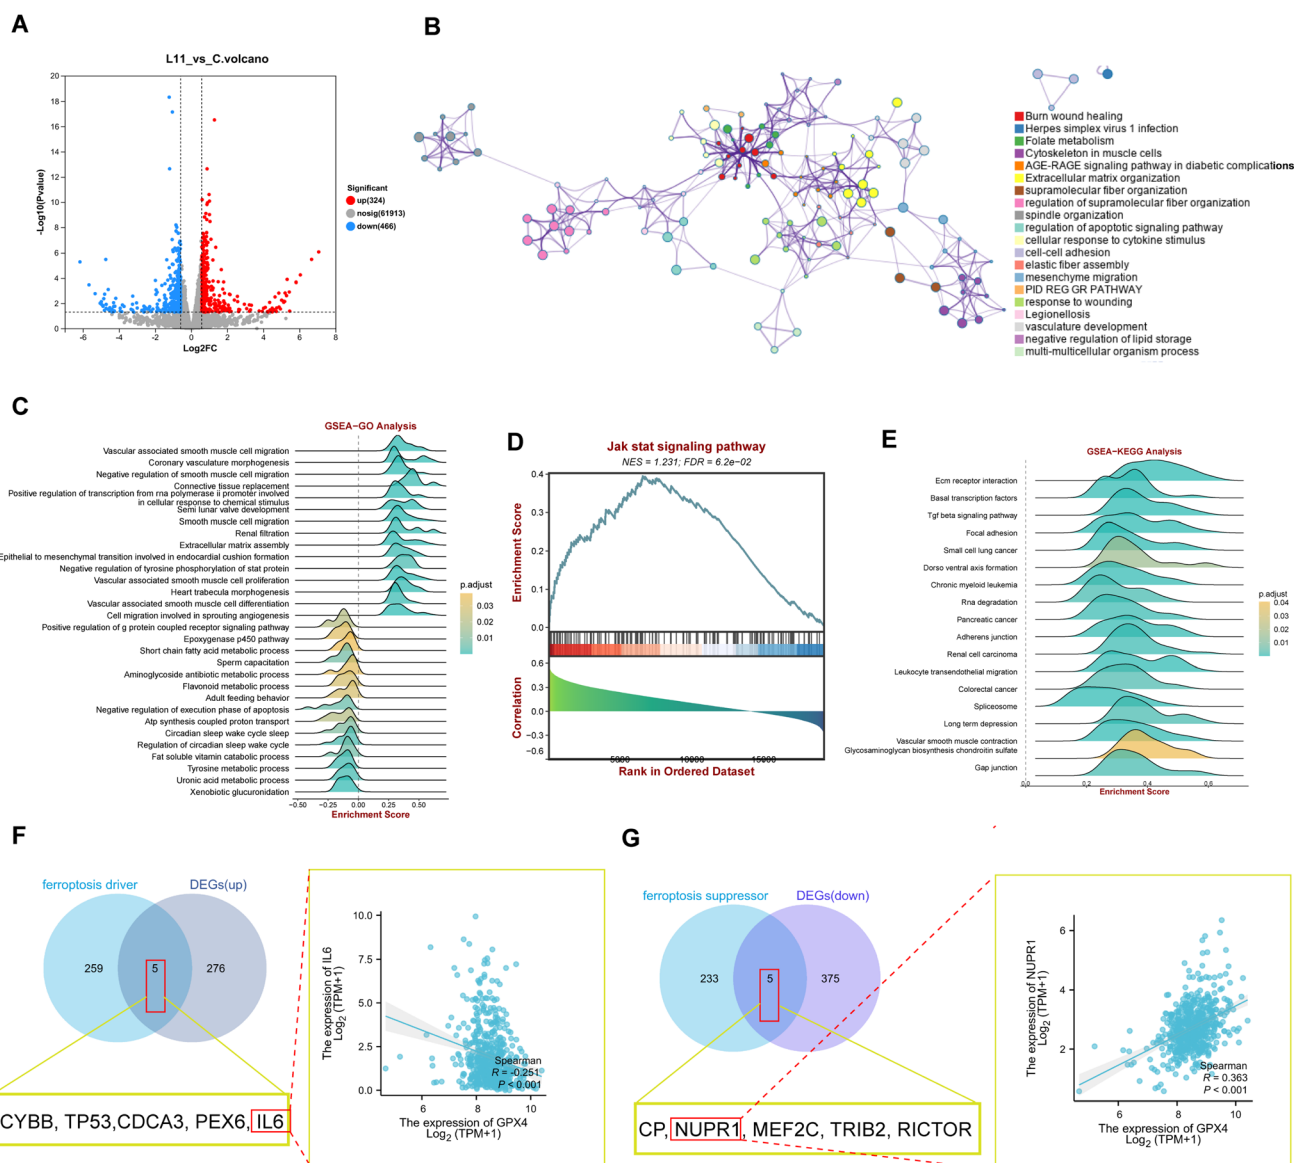 A
L11_vs_C.volcano
-Log10(Pvalue)
20
18
16
14
12
10
8
6
4
2
0
-6
-4
-2
0
2
4
6
8
Log2FC
Significant
up(324)
nosig(61913)
down(466)
B
Burn wound healing
Herpes simplex virus 1 infection
Folate metabolism
Cytoskeleton in muscle cells
AGE-RAGE signaling pathway in diabetic complications
Extracellular matrix organization
supramolecular fiber organization
regulation of supramolecular fiber organization
spindle organization
regulation of apoptotic signaling pathway
cellular response to cytokine stimulus
cell-cell adhesion
elastic fiber assembly
mesenchyme migration
PID REG GR PATHWAY
response to wounding
Legionellosis
vasculature development
negative regulation of lipid storage
multi-multicellular organism process
C
GSEA−GO Analysis
Vascular associated smooth muscle cell migration
Coronary vasculature morphogenesis
Negative regulation of smooth muscle cell migration
Connective tissue replacement
Positive regulation of transcription from rna polymerase ii promoter involved
in cellular response to chemical stimulus
Semi lunar valve development
Smooth muscle cell migration
Renal filtration
Extracellular matrix assembly
Epithelial to mesenchymal transition involved in endocardial cushion formation
Negative regulation of tyrosine phosphorylation of stat protein
Vascular associated smooth muscle cell proliferation
Heart trabecula morphogenesis
Vascular associated smooth muscle cell differentiation
Cell migration involved in sprouting angiogenesis
Positive regulation of g protein coupled receptor signaling pathway
Epoxygenase p450 pathway
Short chain fatty acid metabolic process
Sperm capacitation
Aminoglycoside antibiotic metabolic process
Flavonoid metabolic process
Adult feeding behavior
Negative regulation of execution phase of apoptosis
Atp synthesis coupled proton transport
Circadian sleep wake cycle sleep
Regulation of circadian sleep wake cycle
Fat soluble vitamin catabolic process
Tyrosine metabolic process
Uronic acid metabolic process
Xenobiotic glucuronidation
−0.50
−0.25
0.00
0.25
0.50
Enrichment Score
p.adjust
0.03
0.02
0.01
D
Jak stat signaling pathway
NES = 1.231; FDR = 6.2e−02
Enrichment Score
0.4
0.3
0.2
0.1
0.0
Correlation
0.6
0.3
0.0
−0.3
−0.6
5000
10000
15000
Rank in Ordered Dataset
E
GSEA−KEGG Analysis
Ecm receptor interaction
Basal transcription factors
Tgf beta signaling pathway
Focal adhesion
Small cell lung cancer
Dorso ventral axis formation
Chronic myeloid leukemia
Rna degradation
Pancreatic cancer
Adherens junction
Renal cell carcinoma
Leukocyte transendothelial migration
Colorectal cancer
Spliceosome
Long term depression
Vascular smooth muscle contraction
Glycosaminoglycan biosynthesis chondroitin sulfate
Gap junction
0.0
0.2
0.4
0.6
Enrichment Score
p.adjust
0.04
0.03
0.02
0.01
F
ferroptosis driver
DEGs(up)
259
5
276
CYBB, TP53,CDCA3, PEX6, IL6
The expression of IL6
Log2 (TPM+1)
10.0
7.5
5.0
2.5
0.0
Spearman
R = -0.251
P < 0.001
6
8
10
The expression of GPX4
Log2 (TPM+1)
G
ferroptosis suppressor
DEGs(down)
233
5
375
CP, NUPR1, MEF2C, TRIB2, RICTOR
The expression of NUPR1
Log2 (TPM+1)
6
4
2
Spearman
R = 0.363
P < 0.001
6
8
10
The expression of GPX4
Log2 (TPM+1)